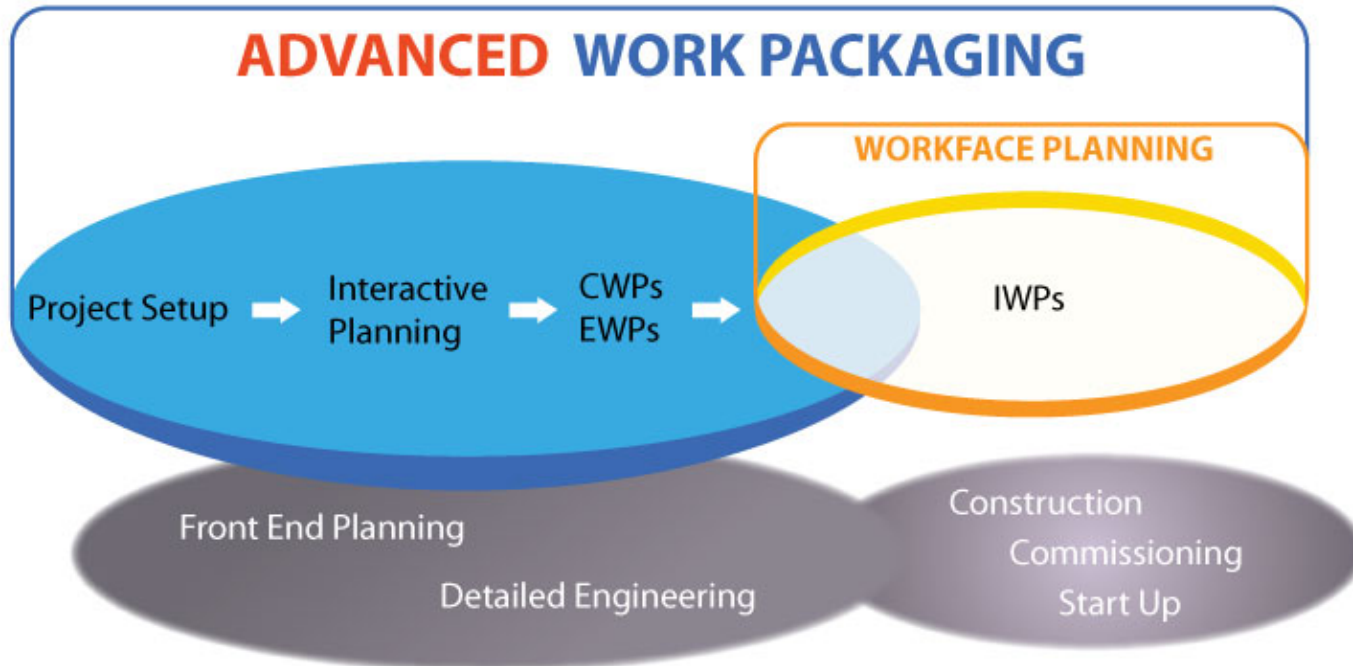 ADVANCED WORK PACKAGING
WORKFACE PLANNING
Project Setup
Interactive
Planning
CWPs
EWPs
IWPs
Front End Planning
Detailed Engineering
Construction
Commissioning
Start Up